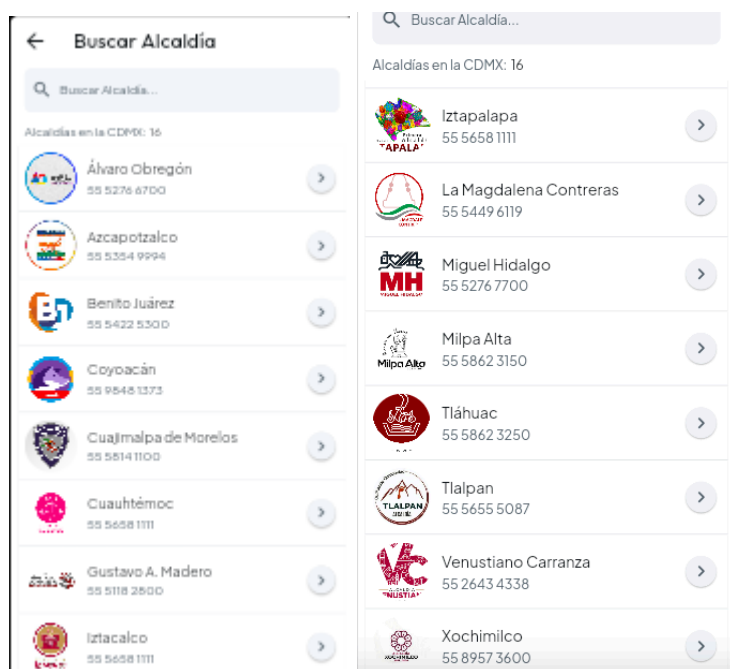 Buscar Alcaldía
Buscar Alcaldía...
Alcaldías en la CDMX: 16
Álvaro Obregón
55 5276 6700
Azcapotzalco
55 5354 9994
Benito Juárez
55 5422 5300
Coyoacán
55 9848 1373
Cuajimalpa de Morelos
55 5814 1100
Cuauhtémoc
55 5658 1111
Gustavo A. Madero
55 5118 2800
Iztacalco
55 5658 1111
Buscar Alcaldía...
Alcaldías en la CDMX: 16
Iztapalapa
55 5658 1111
TAPALA
La Magdalena Contreras
55 5449 6119
Miguel Hidalgo
55 5276 7700
MH
MIGUEL HIDALGO
Milpa Alta
55 5862 3150
Milpa Alta
Tláhuac
55 5862 3250
Tlalpan
55 5655 5087
TLALPAN
Venustiano Carranza
55 2643 4338
VC
NUSTIA
Xochimilco
55 8957 3600
XOCHIMILCO